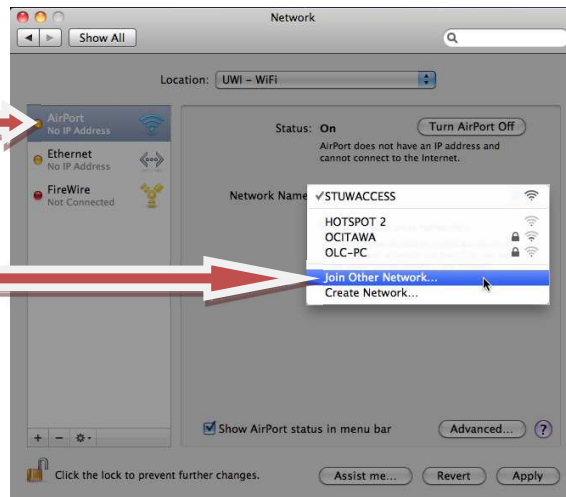 Network
Show All
Location: UWI – WiFi
AirPort
No IP Address
Ethernet
No IP Address
FireWire
Not Connected
Status: On
Turn AirPort Off
AirPort does not have an IP address and
cannot connect to the Internet.
Network Name
✓STUWACCESS
HOTSPOT 2
OCITAWA
OLC-PC
Join Other Network...
Create Network...
Show AirPort status in menu bar
Advanced...
?
Click the lock to prevent further changes.
Assist me...
Revert
Apply